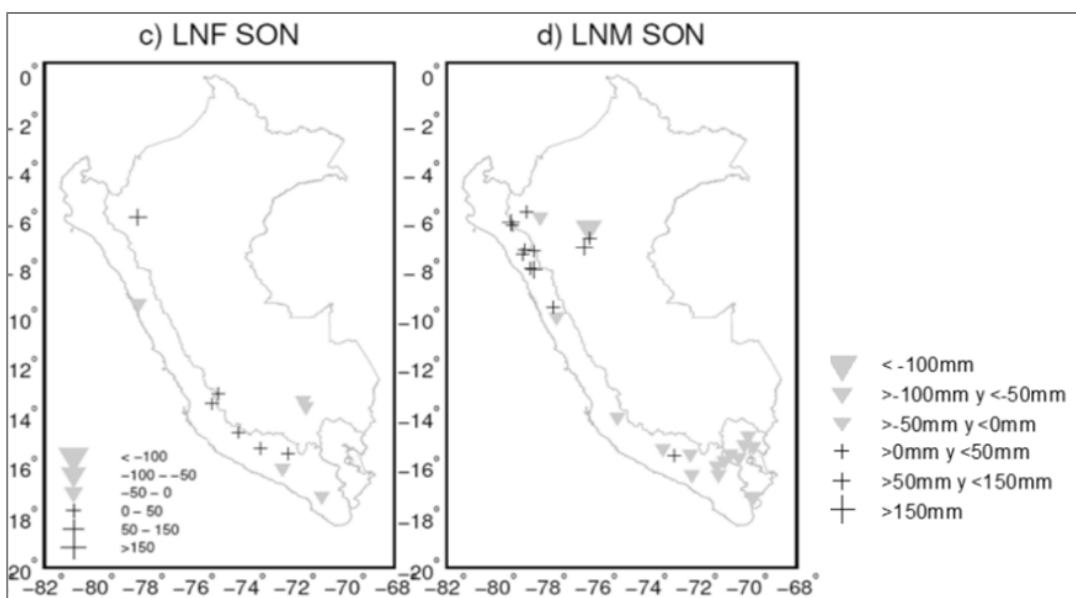 c) LNF SON
d) LNM SON
0°
−2°
−4°
−6°
−8°
−10°
−12°
−14°
−16°
−18°
−20°
−82° −80° −78° −76° −74° −72° −70° −68°
< −100
−100 − −50
−50 − 0
0 − 50
50 − 150
>150
0°
−2°
−4°
−6°
−8°
−10°
−12°
−14°
−16°
−18°
−20°
−82° −80° −78° −76° −74° −72° −70° −68°
< -100mm
>-100mm y <-50mm
>-50mm y <0mm
>0mm y <50mm
>50mm y <150mm
>150mm